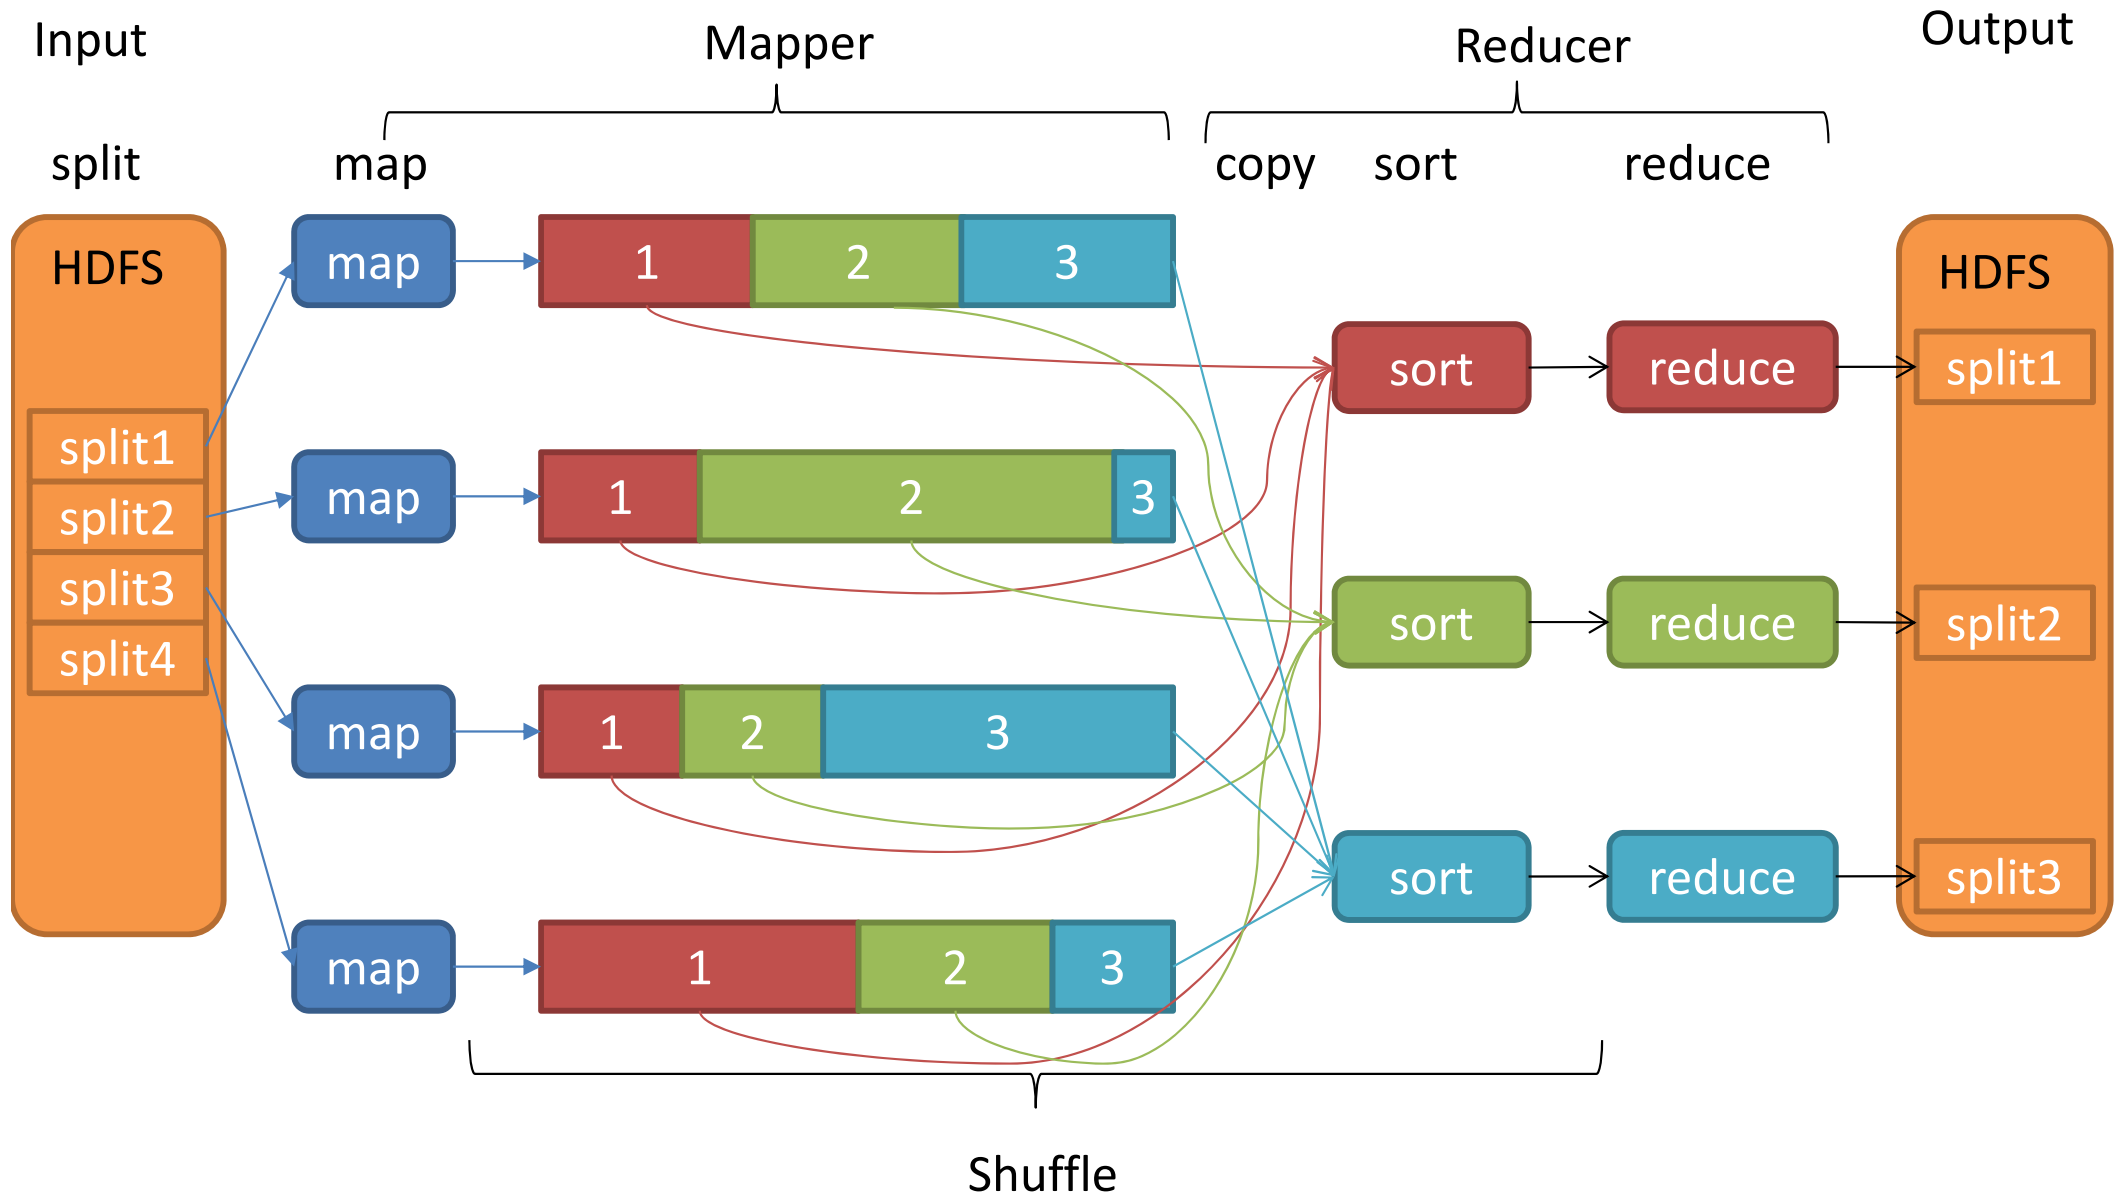 Input
Mapper
Reducer
Output
split
map
copy
sort
reduce
HDFS
split1
split2
split3
split4
map
1
2
3
map
1
2
3
map
1
2
3
map
1
2
3
sort
reduce
sort
reduce
sort
reduce
HDFS
split1
split2
split3
Shuffle